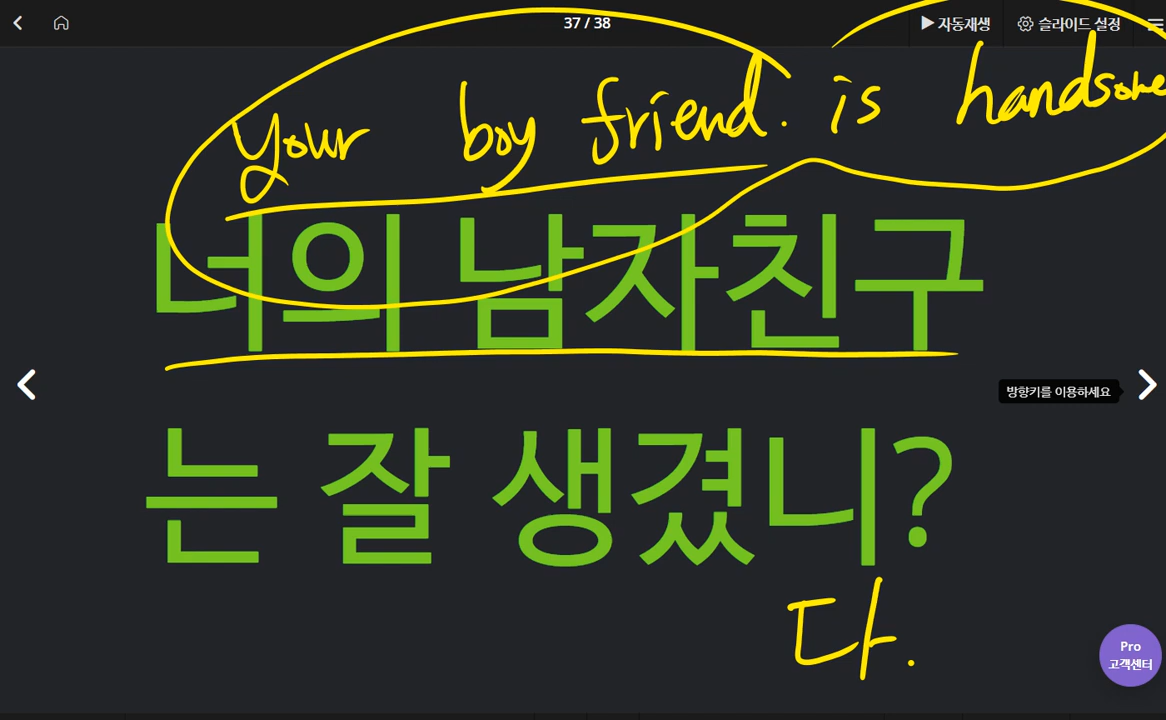 37 / 38
자동재생
슬라이드 설정
your boy friend. is handsome
너의 남자친구
방향키를 이용하세요
는 잘 생겼니?
다.
Pro
고객센터